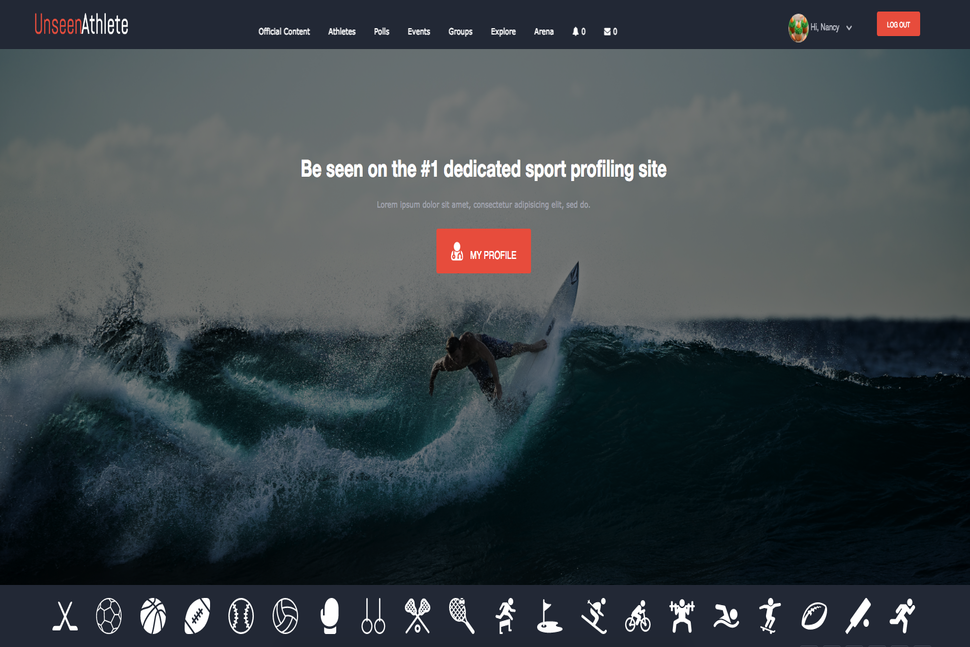 UnseenAthlete
Official Content Athletes Polls Events Groups Explore Arena 0 0
Hi, Nancy
LOG OUT
Be seen on the #1 dedicated sport profiling site
Lorem ipsum dolor sit amet, consectetur adipisicing elit, sed do.
MY PROFILE